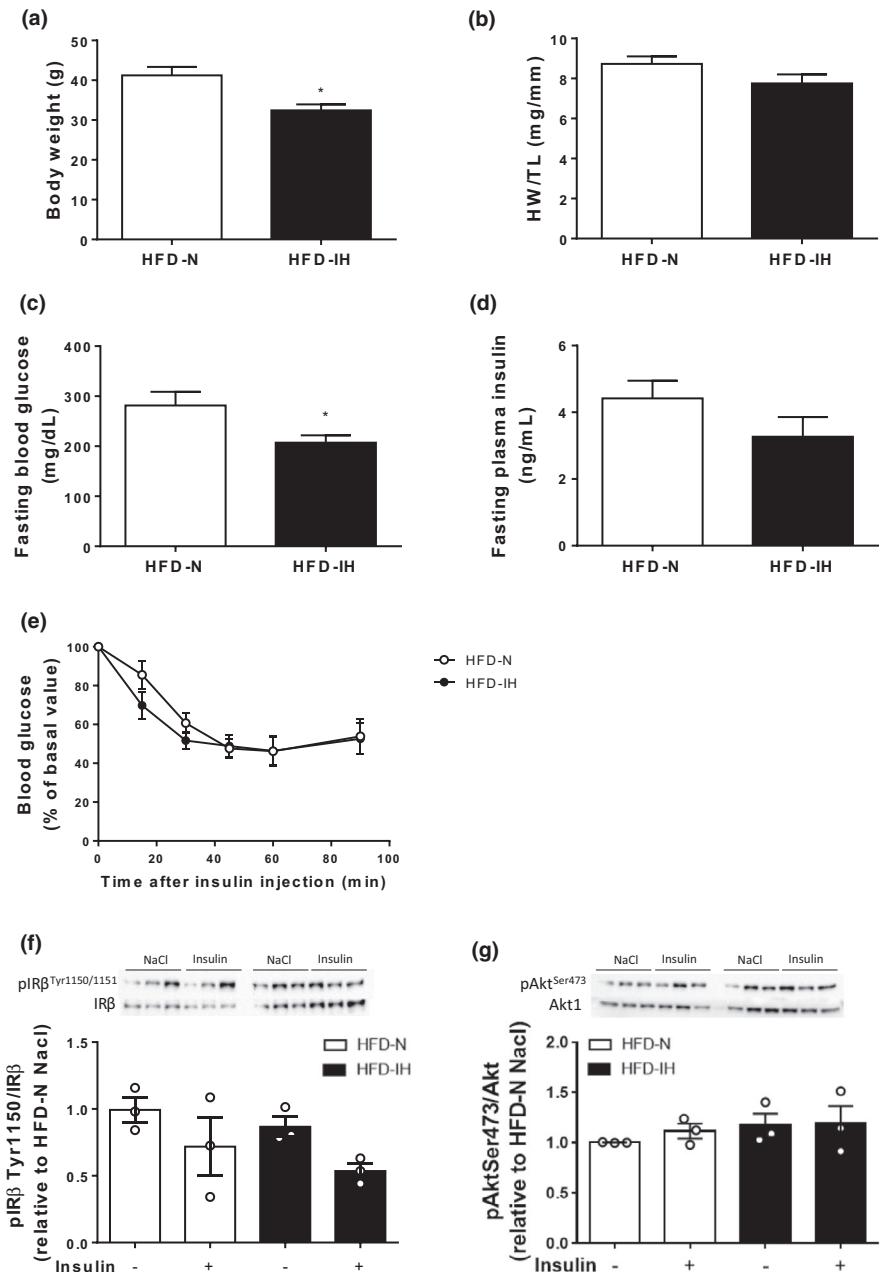 (a)
Body weight (g)
50
40
30
20
10
0
*
HFD-N HFD-IH
(b)
HW/TL (mg/mm)
10
8
6
4
2
0
HFD-N HFD-IH
(c)
Fasting blood glucose
(mg/dL)
400
300
200
100
0
*
HFD-N HFD-IH
(d)
Fasting plasma insulin
(ng/mL)
6
4
2
0
HFD-N HFD-IH
(e)
Blood glucose
(% of basal value)
100
80
60
40
20
0
0 20 40 60 80 100
Time after insulin injection (min)
HFD-N
HFD-IH
(f)
NaCl Insulin NaCl Insulin
pIRβTyr1150/1151
IRβ
pIRβ Tyr1150/IRβ
(relative to HFD-N Nacl)
1.5
1.0
0.5
0.0
HFD-N
HFD-IH
Insulin - + - +
(g)
NaCl Insulin NaCl Insulin
pAktSer473
Akt1
pAktSer473/Akt
(relative to HFD-N Nacl)
2.0
1.5
1.0
0.5
0.0
HFD-N
HFD-IH
Insulin - + - +